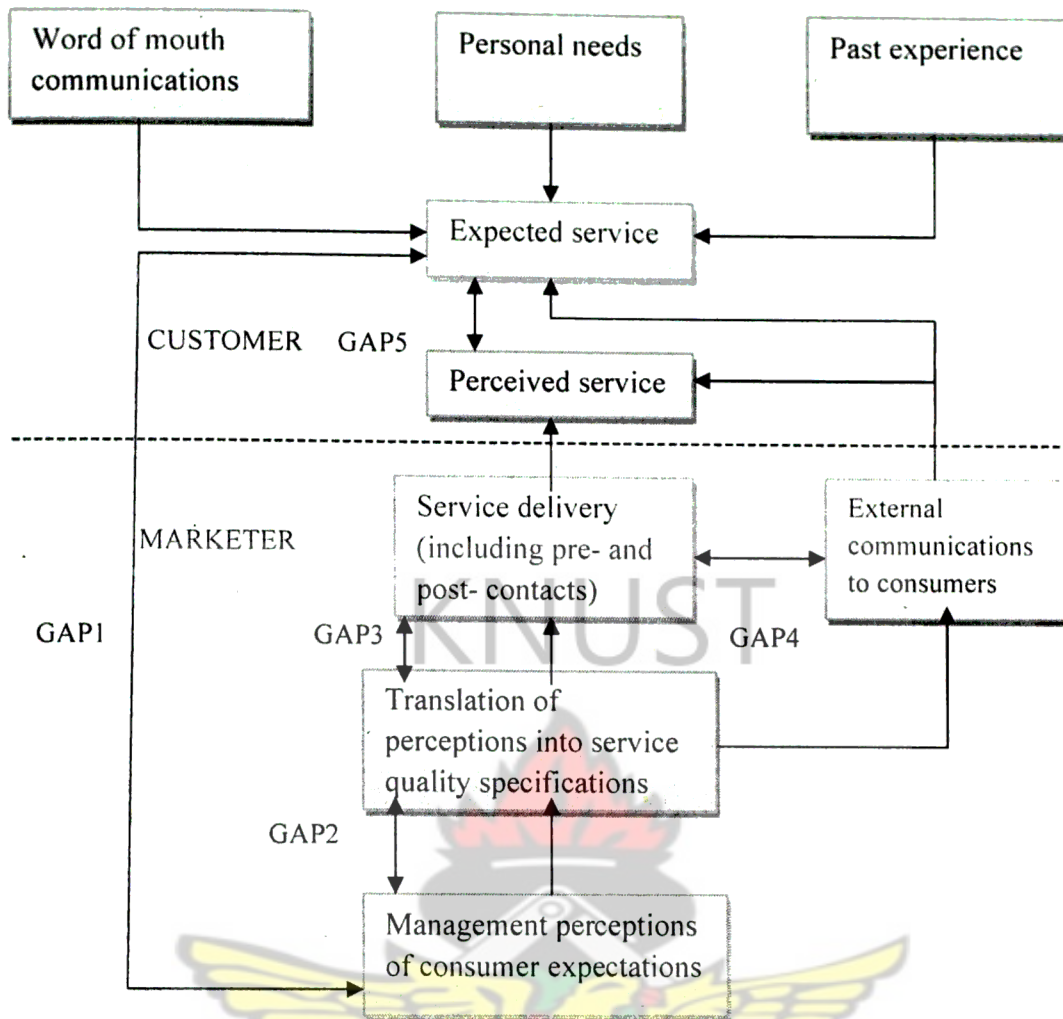 Word of mouth
communications
Personal needs
Past experience
Expected service
CUSTOMER GAP5
Perceived service
Service delivery
(including pre- and
post- contacts)
External
communications
to consumers
MARKETER
KNUST
GAP1
GAP3
GAP4
Translation of
perceptions into service
quality specifications
GAP2
Management perceptions
of consumer expectations